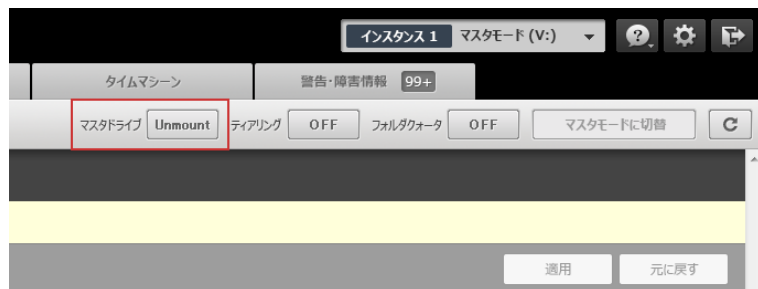 インスタンス 1 マスタモード (V:)
タイムマシーン 警告・障害情報 99+
マスタドライブ Unmount ティアリング OFF フォルダクォータ OFF マスタモードに切替
適用 元に戻す